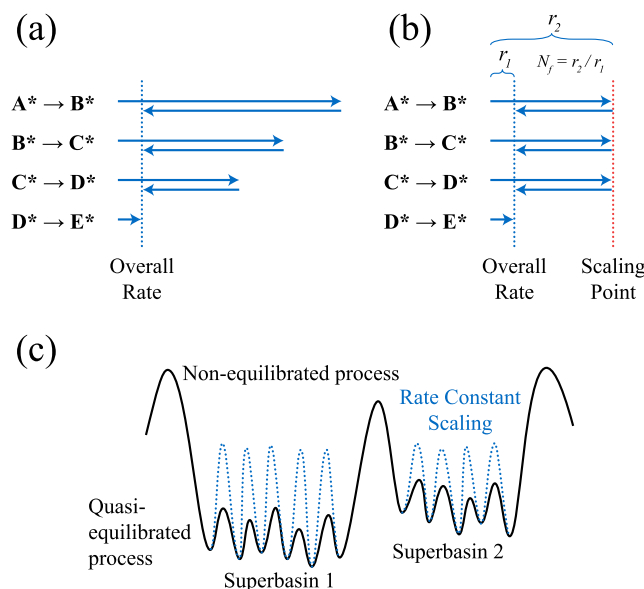 (a)
A* → B*
B* → C*
C* → D*
D* → E*
Overall
Rate
(b)
r2
r1
Nf = r2 / r1
A* → B*
B* → C*
C* → D*
D* → E*
Overall
Rate
Scaling
Point
(c)
Non-equilibrated process
Rate Constant
Scaling
Quasi-
equilibrated
process
Superbasin 1
Superbasin 2